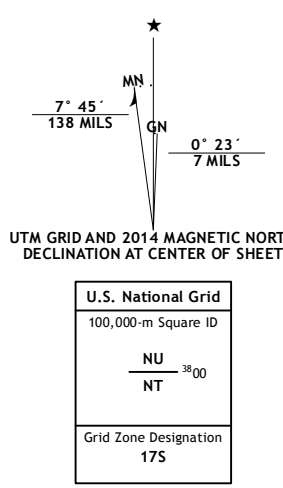 ★
MN
7° 45´
138 MILS
GN
0° 23´
7 MILS
UTM GRID AND 2014 MAGNETIC NORT
DECLINATION AT CENTER OF SHEET
U.S. National Grid
100,000-m Square ID
NU
3800
NT
Grid Zone Designation
17S